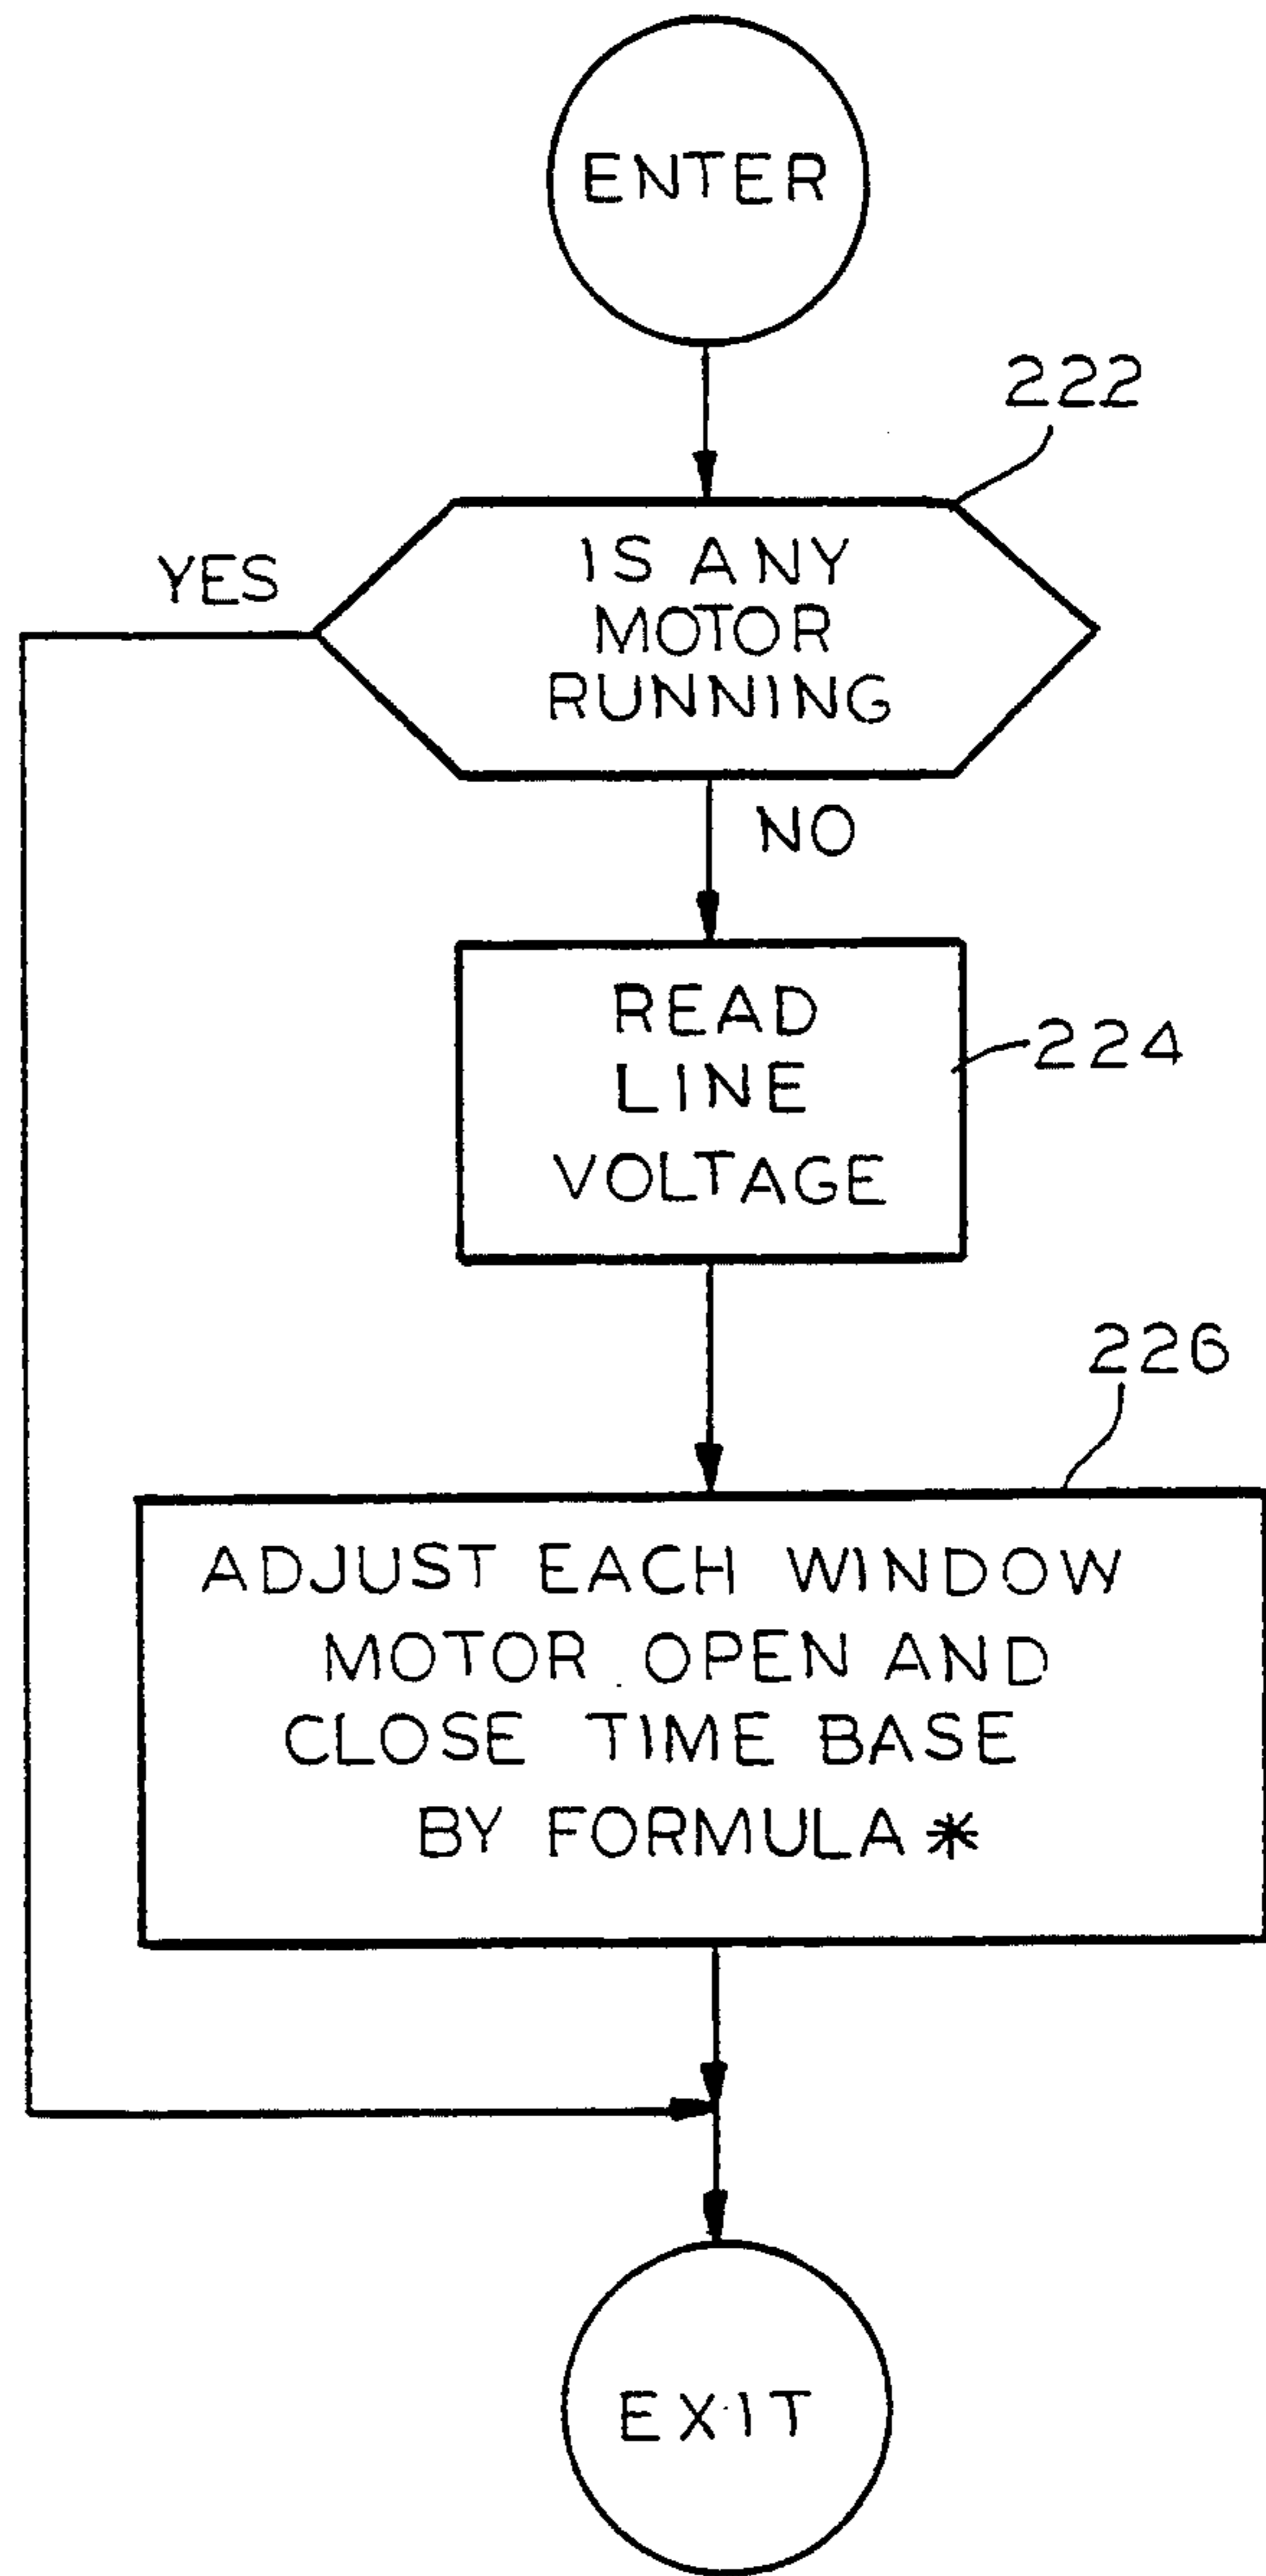 ENTER
222
YES
IS ANY
MOTOR
RUNNING
NO
READ
LINE
VOLTAGE
224
226
ADJUST EACH WINDOW
MOTOR OPEN AND
CLOSE TIME BASE
BY FORMULA *
EXIT